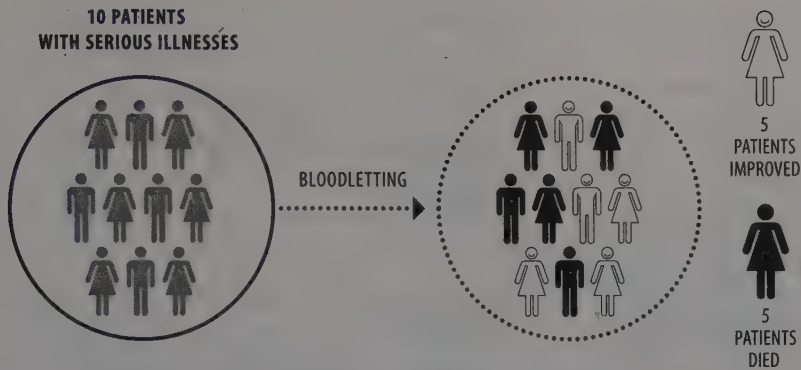 10 PATIENTS
WITH SERIOUS ILLNESSES
BLOODLETTING
5
PATIENTS
IMPROVED
5
PATIENTS
DIED